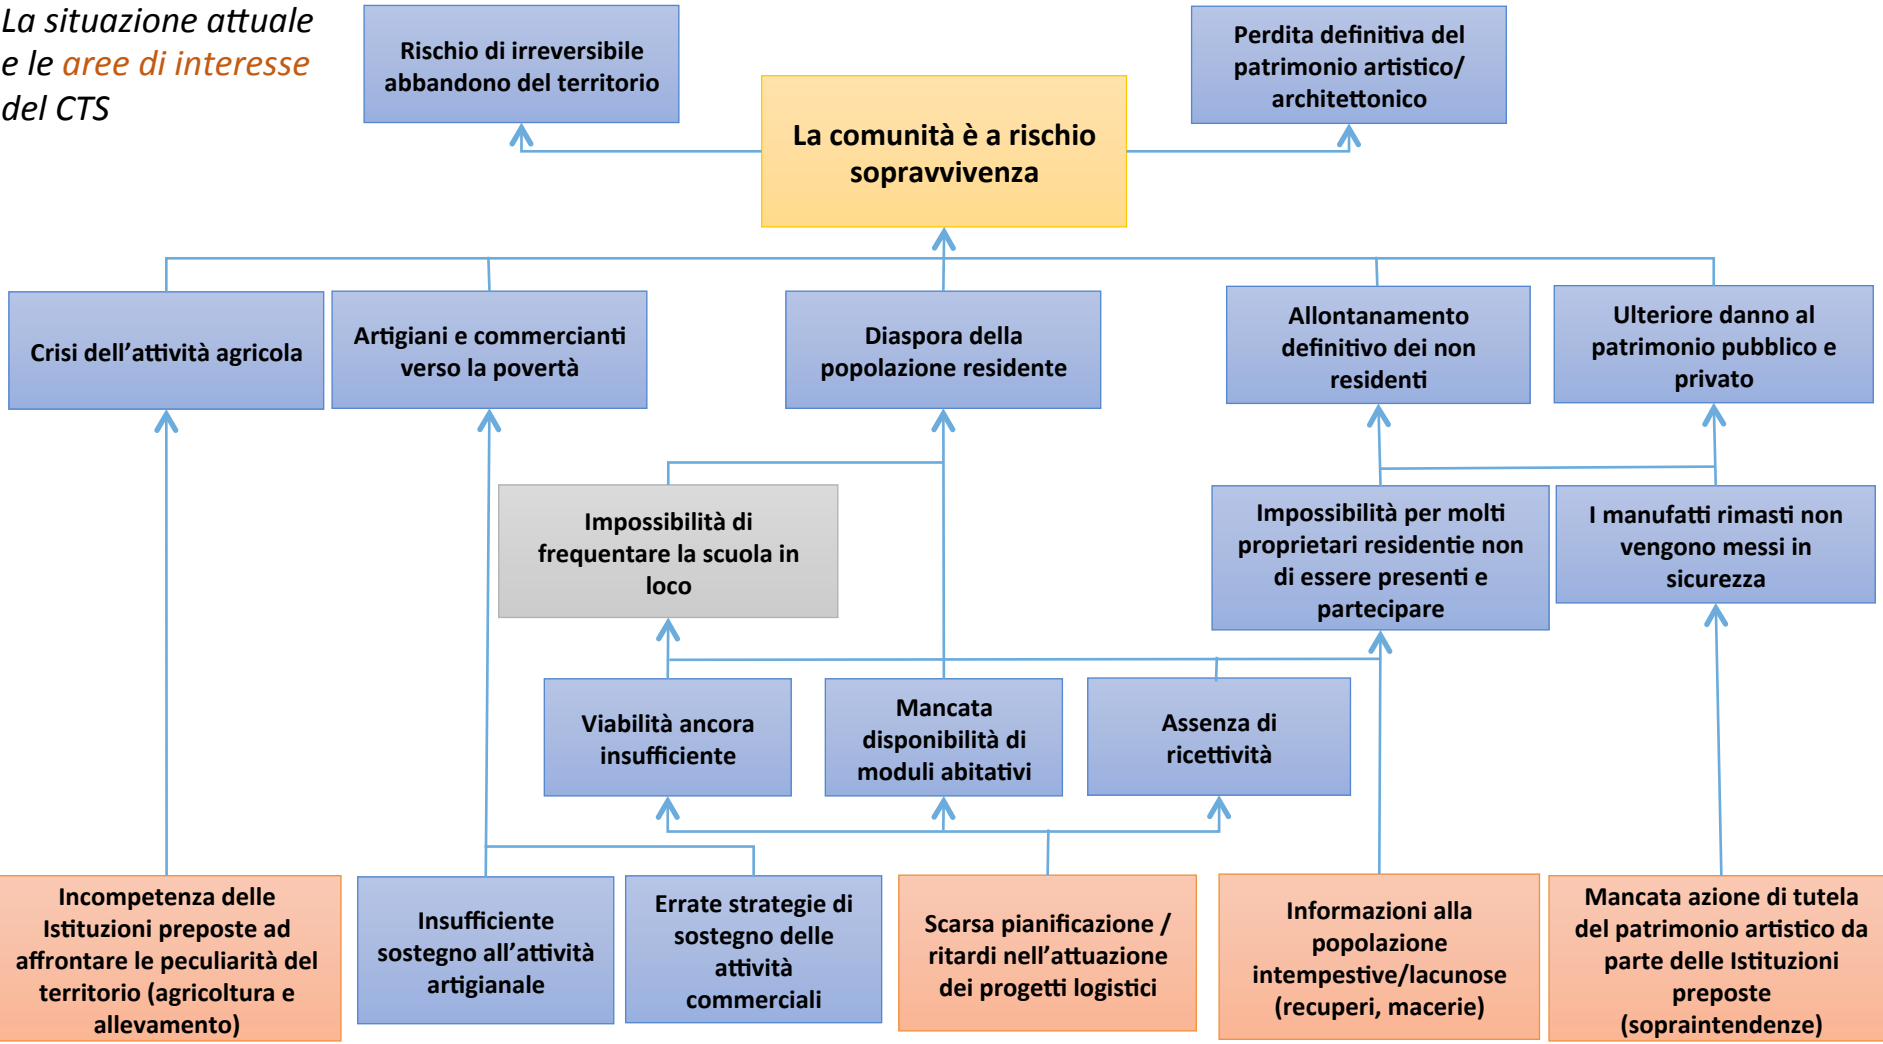 La situazione attuale
e le aree di interesse
del CTS
Rischio di irreversibile
abbandono del territorio
Perdita definitiva del
patrimonio artistico/
architettonico
La comunità è a rischio
sopravvivenza
Crisi dell’attività agricola
Artigiani e commercianti
verso la povertà
Diaspora della
popolazione residente
Allontanamento
definitivo dei non
residenti
Ulteriore danno al
patrimonio pubblico e
privato
Impossibilità di
frequentare la scuola in
loco
Impossibilità per molti
proprietari residentie non
di essere presenti e
partecipare
I manufatti rimasti non
vengono messi in
sicurezza
Viabilità ancora
insufficiente
Mancata
disponibilità di
moduli abitativi
Assenza di
ricettività
Incompetenza delle
Istituzioni preposte ad
affrontare le peculiarità del
territorio (agricoltura e
allevamento)
Insufficiente
sostegno all’attività
artigianale
Errate strategie di
sostegno delle
attività
commerciali
Scarsa pianificazione /
ritardi nell’attuazione
dei progetti logistici
Informazioni alla
popolazione
intempestive/lacunose
(recuperi, macerie)
Mancata azione di tutela
del patrimonio artistico da
parte delle Istituzioni
preposte
(sopraintendenze)